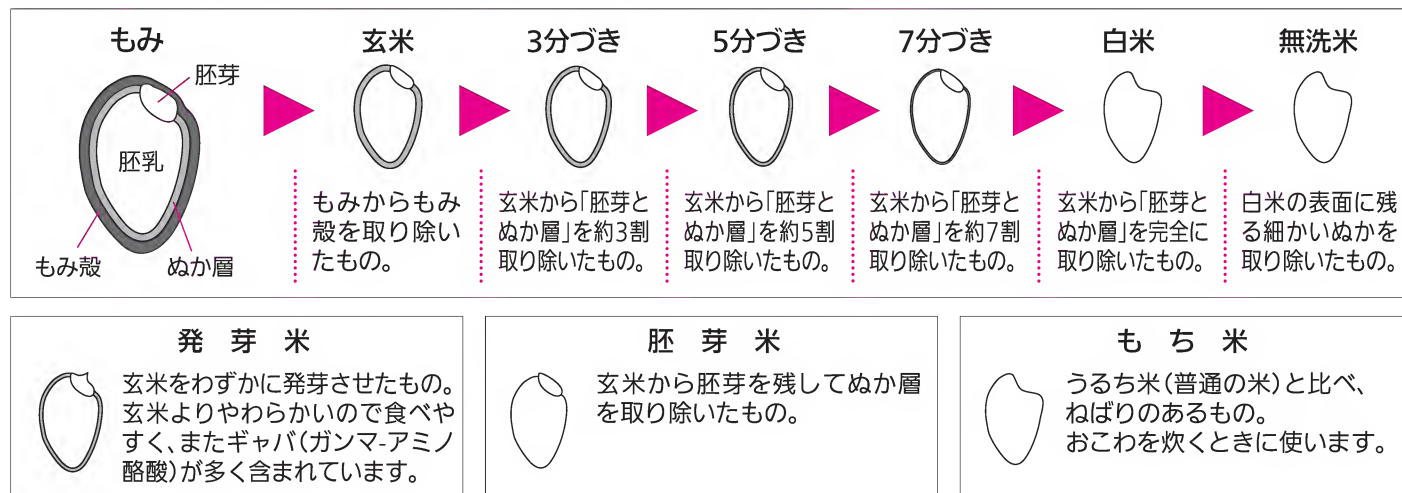 もみ
胚芽
胚乳
もみ殻
ぬか層
玄米
もみからもみ
殻を取り除い
たもの。
3分づき
玄米から「胚芽と
ぬか層」を約3割
取り除いたもの。
5分づき
玄米から「胚芽と
ぬか層」を約5割
取り除いたもの。
7分づき
玄米から「胚芽と
ぬか層」を約7割
取り除いたもの。
白米
玄米から「胚芽と
ぬか層」を完全に
取り除いたもの。
無洗米
白米の表面に残
る細かいぬかを
取り除いたもの。
発芽米
玄米をわずかに発芽させたもの。
玄米よりやわらかいので食べや
すく、またギャバ(ガンマ-アミノ
酪酸)が多く含まれています。
胚芽米
玄米から胚芽を残してぬか層
を取り除いたもの。
もち米
うるち米(普通の米)と比べ、
ねばりのあるもの。
おこわを炊くときに使います。